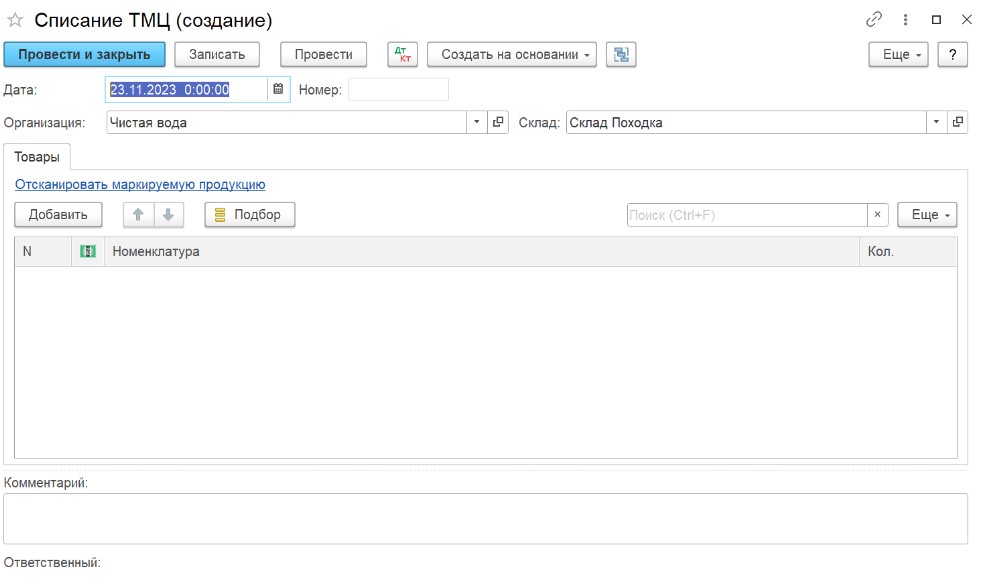 Списание ТМЦ (создание)
Провести и закрыть Записать Провести Дт Кт Создать на основании Еще ?
Дата: 23.11.2023 0:00:00 Номер:
Организация: Чистая вода Склад: Склад Походка
Товары
Отсканировать маркируемую продукцию
Добавить Подбор Поиск (Ctrl+F) × Еще
N Номенклатура Кол.
Комментарий:
Ответственный: